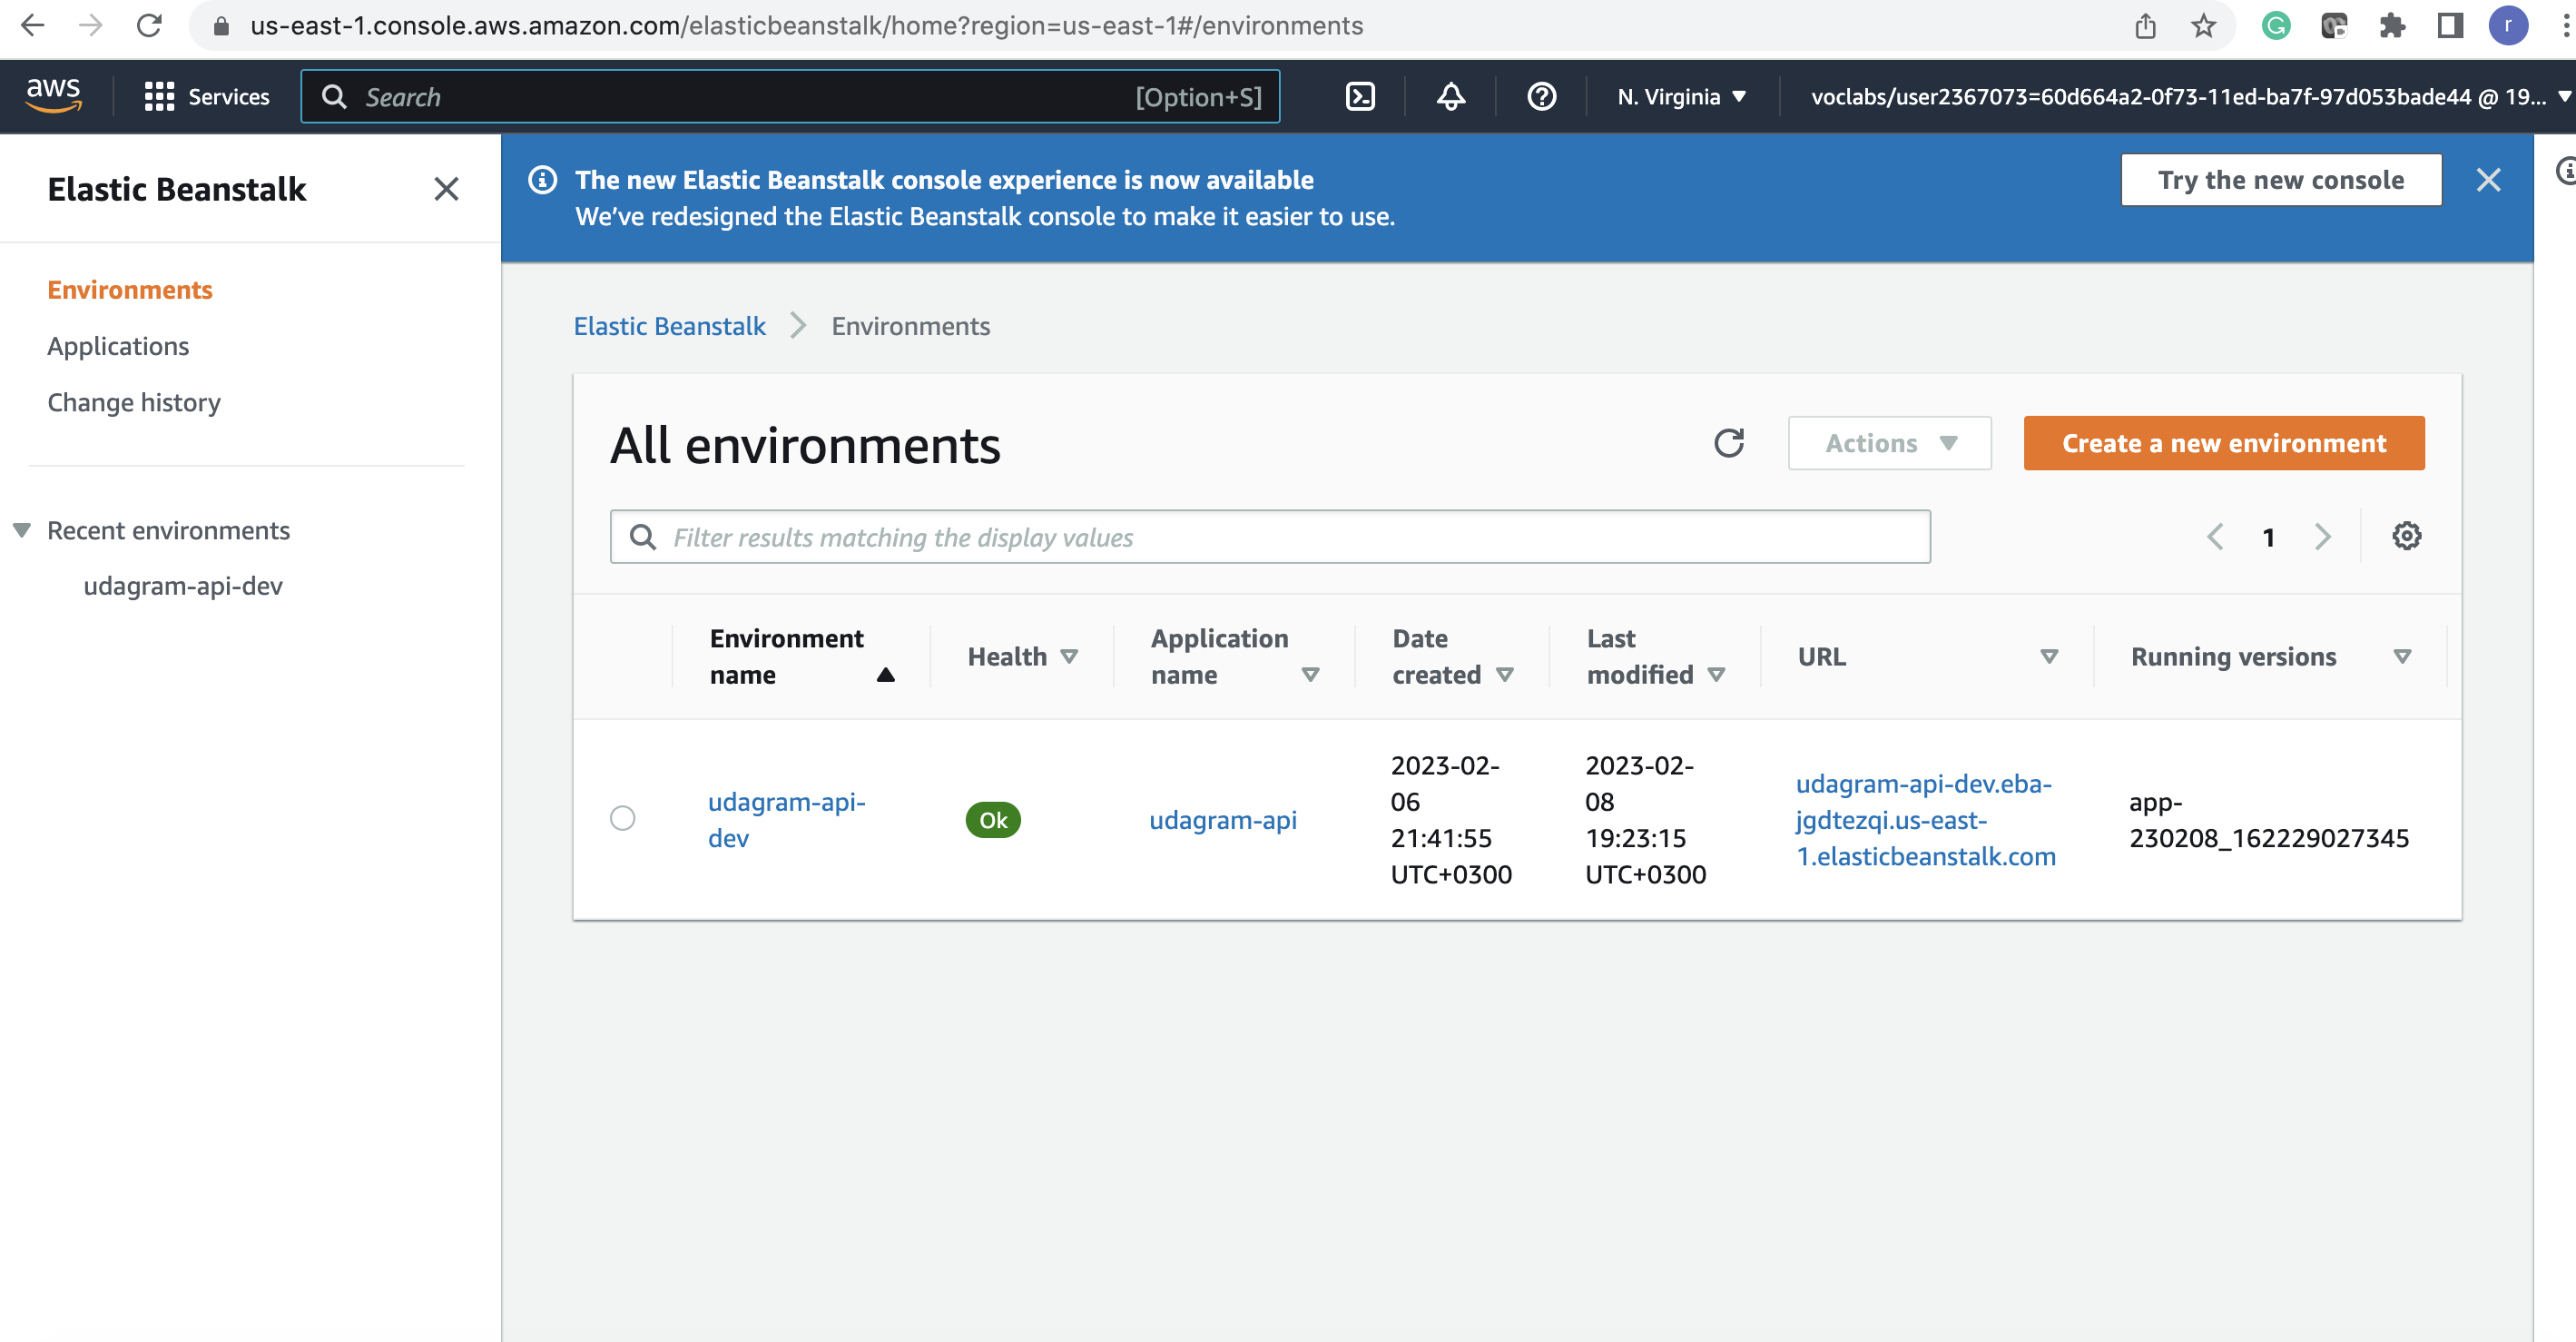 us-east-1.console.aws.amazon.com/elasticbeanstalk/home?region=us-east-1#/environments
r
aws
Services
Search
[Option+S]
N. Virginia
voclabs/user2367073=60d664a2-0f73-11ed-ba7f-97d053bade44 @ 19...
Elastic Beanstalk
The new Elastic Beanstalk console experience is now available
We’ve redesigned the Elastic Beanstalk console to make it easier to use.
Try the new console
Environments
Applications
Change history
Recent environments
udagram-api-dev
Elastic Beanstalk
Environments
All environments
Actions
Create a new environment
Filter results matching the display values
1
Environment
name
Health
Application
name
Date
created
Last
modified
URL
Running versions
udagram-api-
dev
Ok
udagram-api
2023-02-
06
21:41:55
UTC+0300
2023-02-
08
19:23:15
UTC+0300
udagram-api-dev.eba-
jgdtezqi.us-east-
1.elasticbeanstalk.com
app-
230208_162229027345